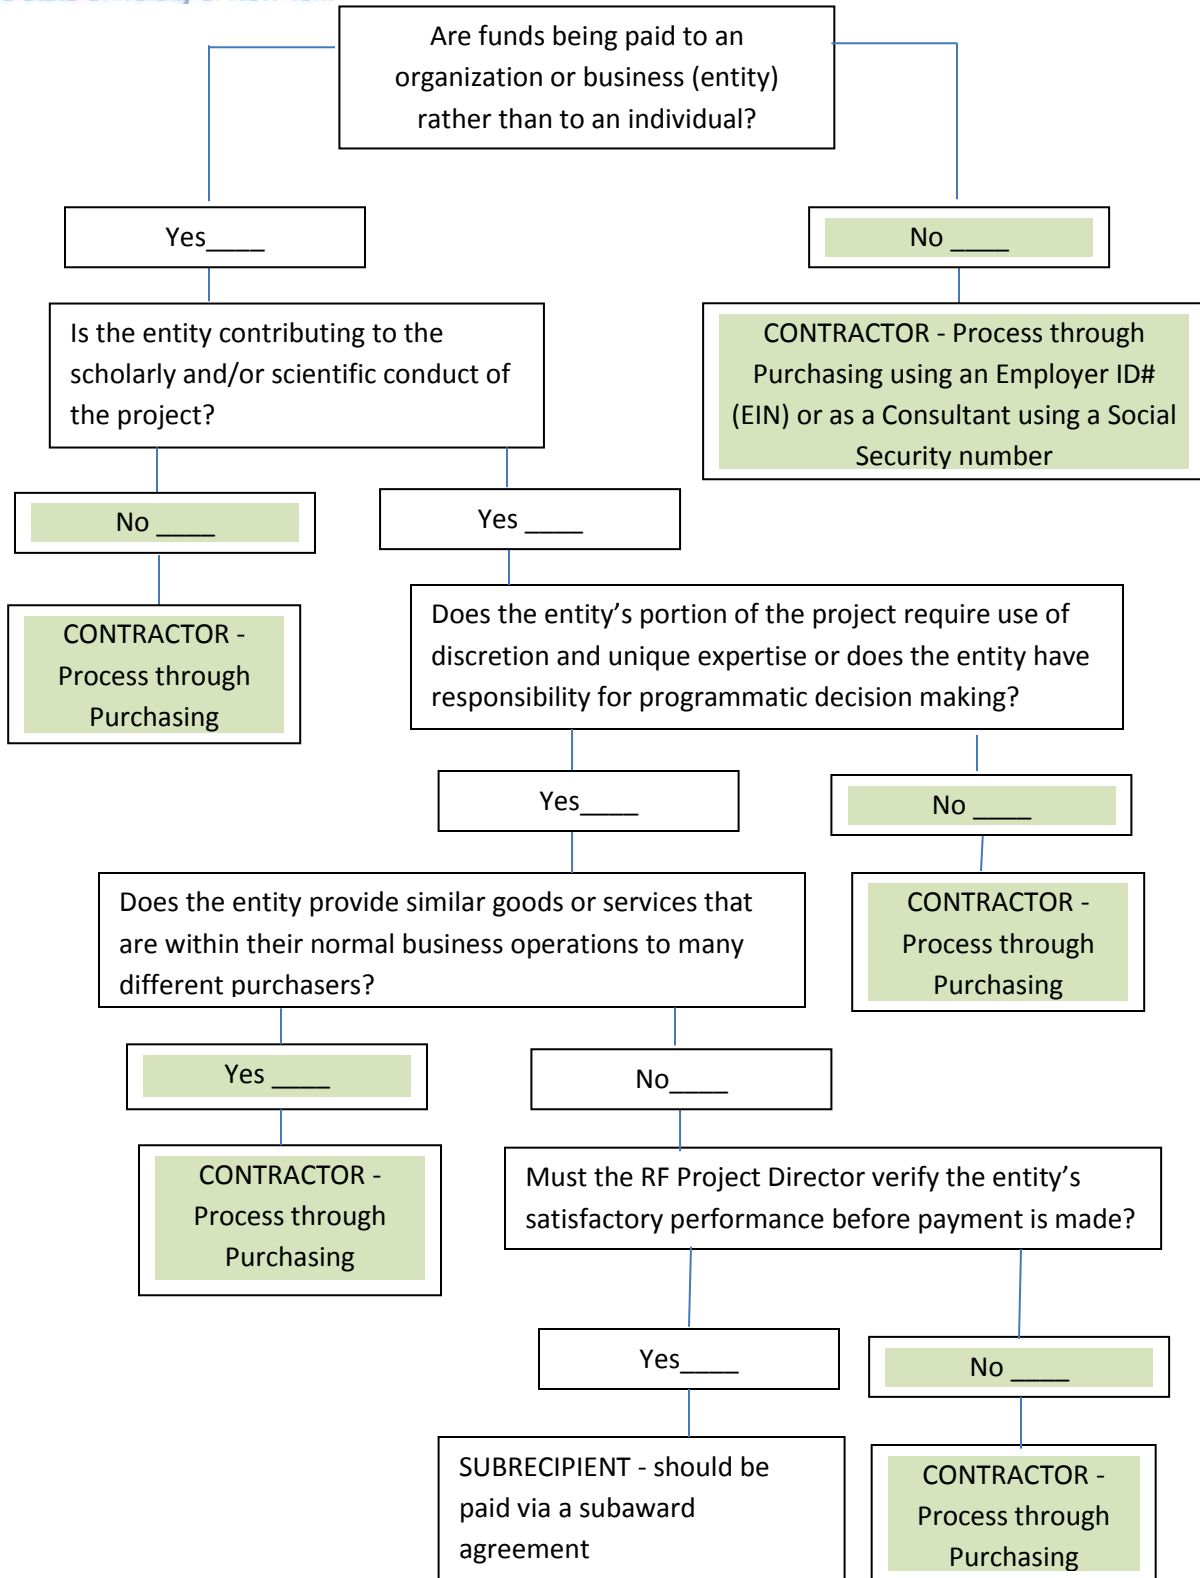 Are funds being paid to an
organization or business (entity)
rather than to an individual?
Yes____
No ____
Is the entity contributing to the
scholarly and/or scientific conduct of
the project?
CONTRACTOR - Process through
Purchasing using an Employer ID#
(EIN) or as a Consultant using a Social
Security number
No ____
Yes ____
CONTRACTOR -
Process through
Purchasing
Does the entity’s portion of the project require use of
discretion and unique expertise or does the entity have
responsibility for programmatic decision making?
Yes____
No ____
Does the entity provide similar goods or services that
are within their normal business operations to many
different purchasers?
CONTRACTOR -
Process through
Purchasing
Yes ____
No____
CONTRACTOR -
Process through
Purchasing
Must the RF Project Director verify the entity’s
satisfactory performance before payment is made?
Yes____
No ____
SUBRECIPIENT - should be
paid via a subaward
agreement
CONTRACTOR -
Process through
Purchasing